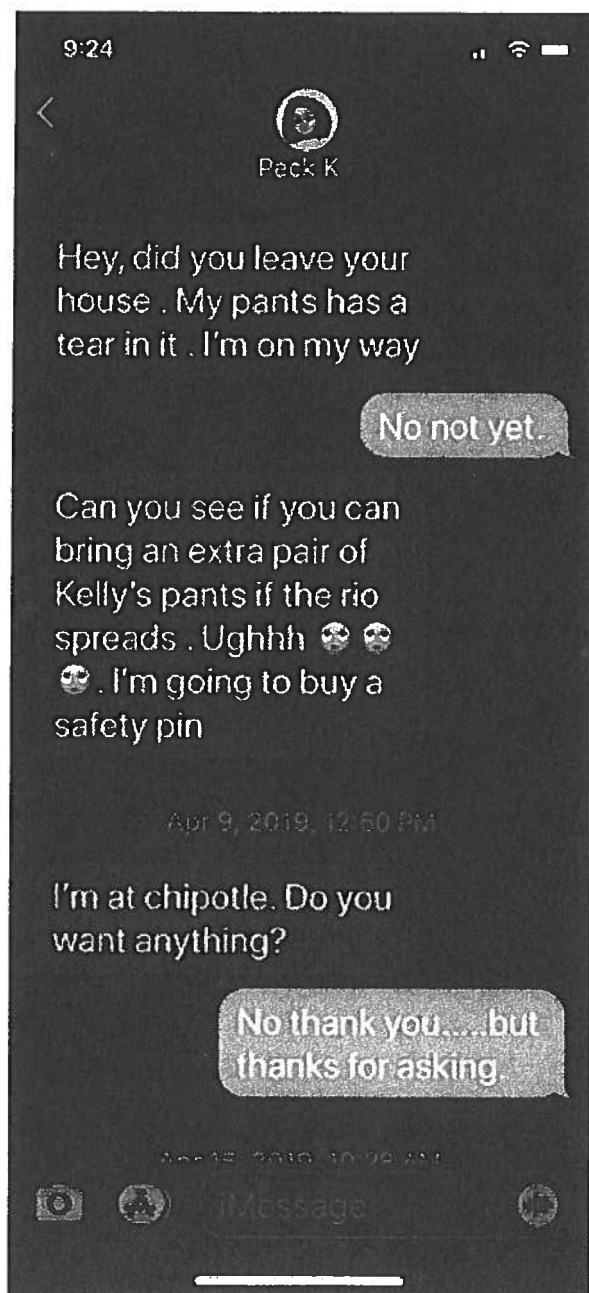 9:24
Pack K
Hey, did you leave your
house . My pants has a
tear in it . I'm on my way
No not yet.
Can you see if you can
bring an extra pair of
Kelly's pants if the rio
spreads . Ughhh 
. I'm going to buy a
safety pin
Apr 9, 2019, 12:50 PM
I'm at chipotle. Do you
want anything?
No thank you.....but
thanks for asking.
iMessage